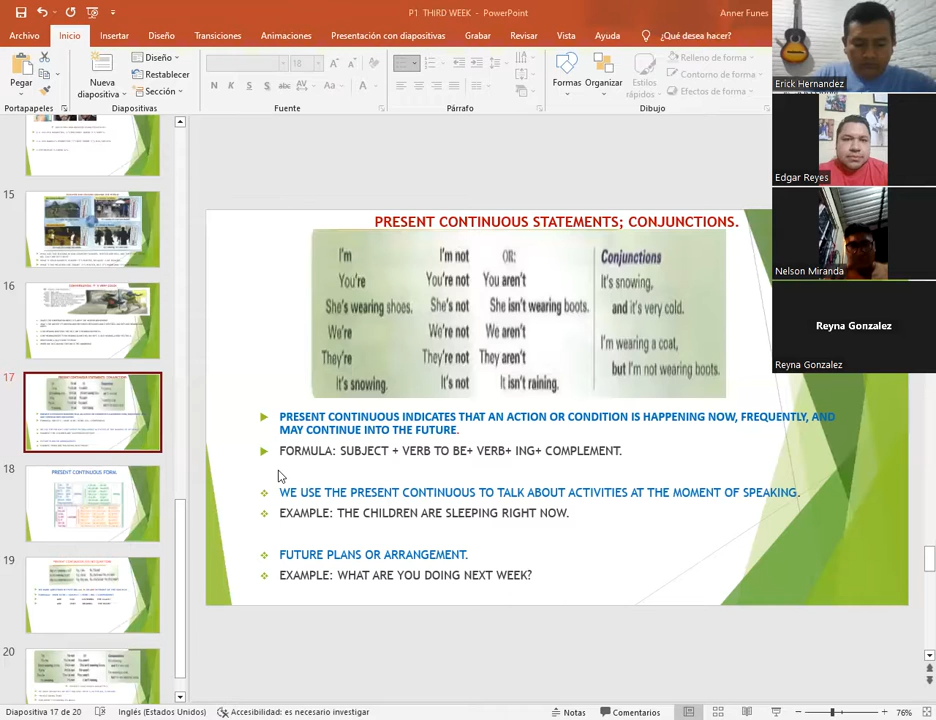 P1 THIRD WEEK - PowerPoint
Anner Funes
Archivo Inicio Insertar Diseño Transiciones Animaciones Presentación con diapositivas Grabar Revisar Vista Ayuda ¿Qué desea hacer?
Pegar
Portapapeles
Nueva diapositiva
Diseño
Restablecer
Sección
Diapositivas
18
N K S abc AV Aa A
Fuente
Párrafo
Formas
Organizar
Estilos rápidos
Relleno de forma
Contorno de forma
Efectos de forma
Dibujo
Erick Hernandez
Edgar Reyes
Nelson Miranda
Reyna Gonzalez
Reyna Gonzalez
15
16
17
18
PRESENT CONTINUOUS FORM
19
20
PRESENT CONTINUOUS STATEMENTS; CONJUNCTIONS.
I'm I'm not OR: Conjunctions
You're You're not You aren't It's snowing,
She's wearing shoes. She's not She isn't wearing boots. and it's very cold.
We're We're not We aren't I'm wearing a coat,
They're They're not They aren't but I'm not wearing boots.
It's snowing. It's not It isn't raining.
PRESENT CONTINUOUS INDICATES THAT AN ACTION OR CONDITION IS HAPPENING NOW, FREQUENTLY, AND
MAY CONTINUE INTO THE FUTURE.
FORMULA: SUBJECT + VERB TO BE+ VERB+ ING+ COMPLEMENT.
WE USE THE PRESENT CONTINUOUS TO TALK ABOUT ACTIVITIES AT THE MOMENT OF SPEAKING.
EXAMPLE: THE CHILDREN ARE SLEEPING RIGHT NOW.
FUTURE PLANS OR ARRANGEMENT.
EXAMPLE: WHAT ARE YOU DOING NEXT WEEK?
Diapositiva 17 de 20 Inglés (Estados Unidos) Accesibilidad: es necesario investigar Notas Comentarios 76%